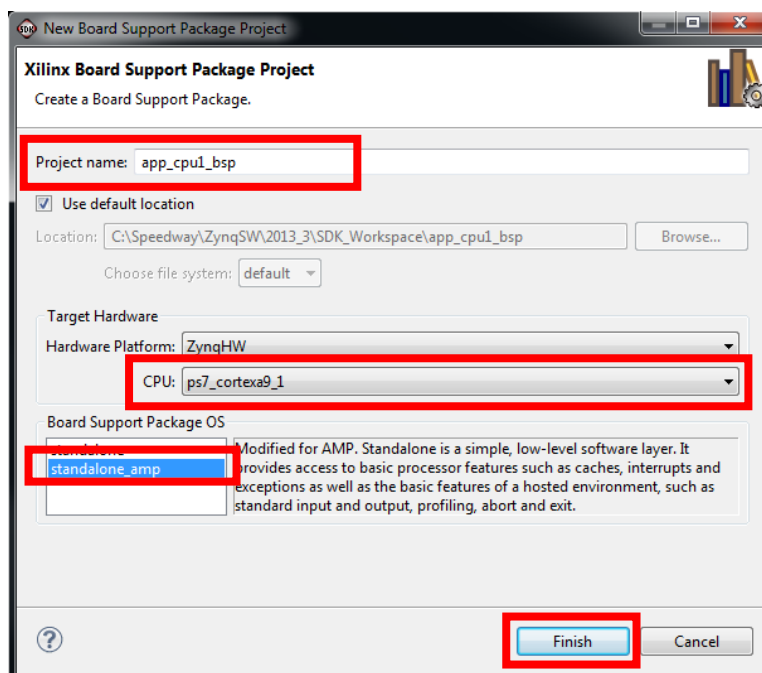 SDK New Board Support Package Project
Xilinx Board Support Package Project
Create a Board Support Package.
Project name: app_cpu1_bsp
Use default location
Location: C:\Speedway\ZynqSW\2013_3\SDK_Workspace\app_cpu1_bsp Browse...
Choose file system: default
Target Hardware
Hardware Platform: ZynqHW
CPU: ps7_cortexa9_1
Board Support Package OS
standalone Modified for AMP. Standalone is a simple, low-level software layer. It
standalone_amp provides access to basic processor features such as caches, interrupts and
exceptions as well as the basic features of a hosted environment, such as
standard input and output, profiling, abort and exit.
? Finish Cancel